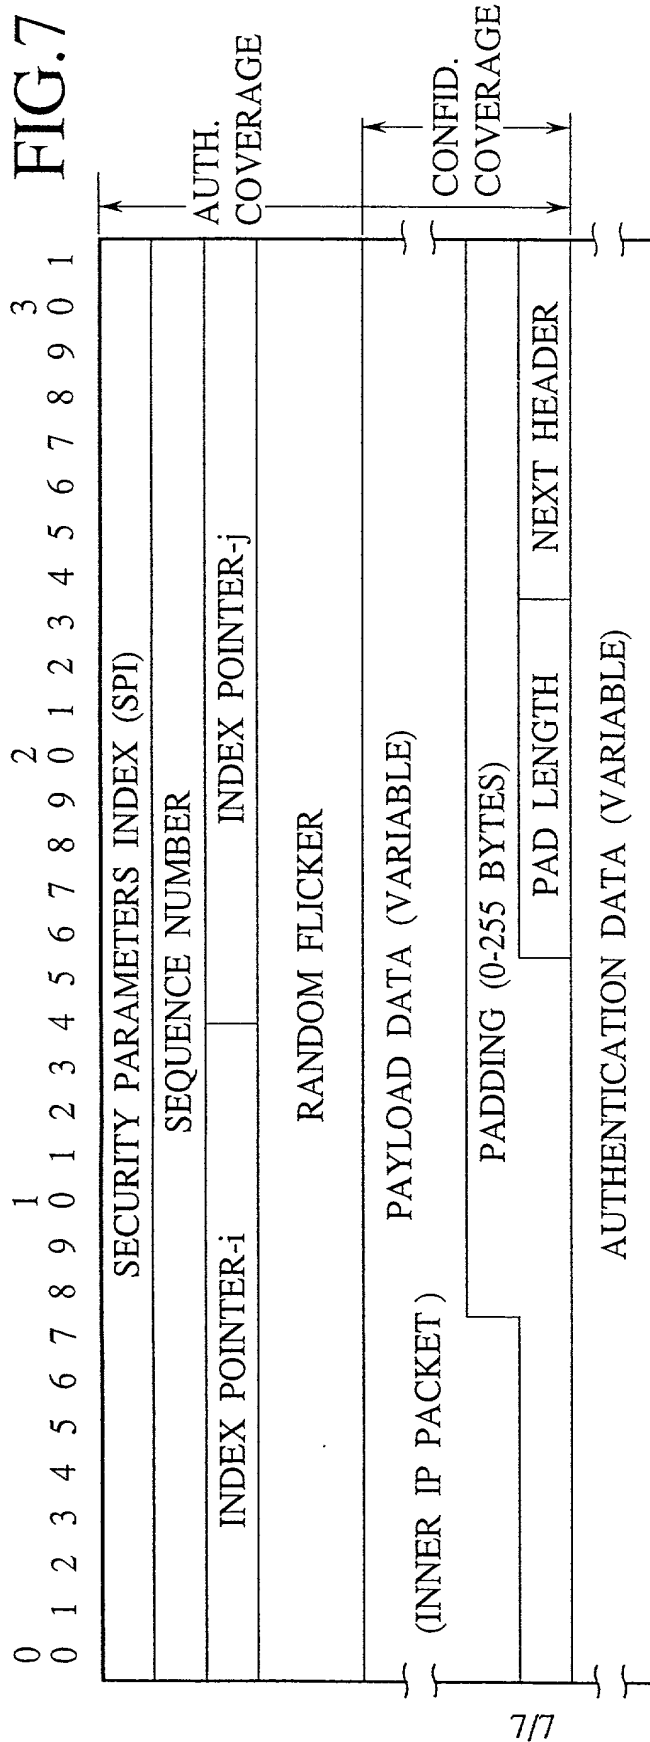 FIG.7
0 1 2 3
0 1 2 3 4 5 6 7 8 9 0 1 2 3 4 5 6 7 8 9 0 1 2 3 4 5 6 7 8 9 0 1
SECURITY PARAMETERS INDEX (SPI)
SEQUENCE NUMBER
INDEX POINTER-i INDEX POINTER-j
RANDOM FLICKER
AUTH.
COVERAGE
PAYLOAD DATA (VARIABLE)
(INNER IP PACKET )
CONFID.
COVERAGE
PADDING (0-255 BYTES)
PAD LENGTH NEXT HEADER
AUTHENTICATION DATA (VARIABLE)
7/7